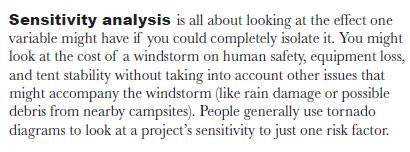 Sensitivity analysis is all about looking at the effect one
variable might have if you could completely isolate it. You might
look at the cost of a windstorm on human safety, equipment loss,
and tent stability without taking into account other issues that
might accompany the windstorm (like rain damage or possible
debris from nearby campsites). People generally use tornado
diagrams to look at a project's sensitivity to just one risk factor.